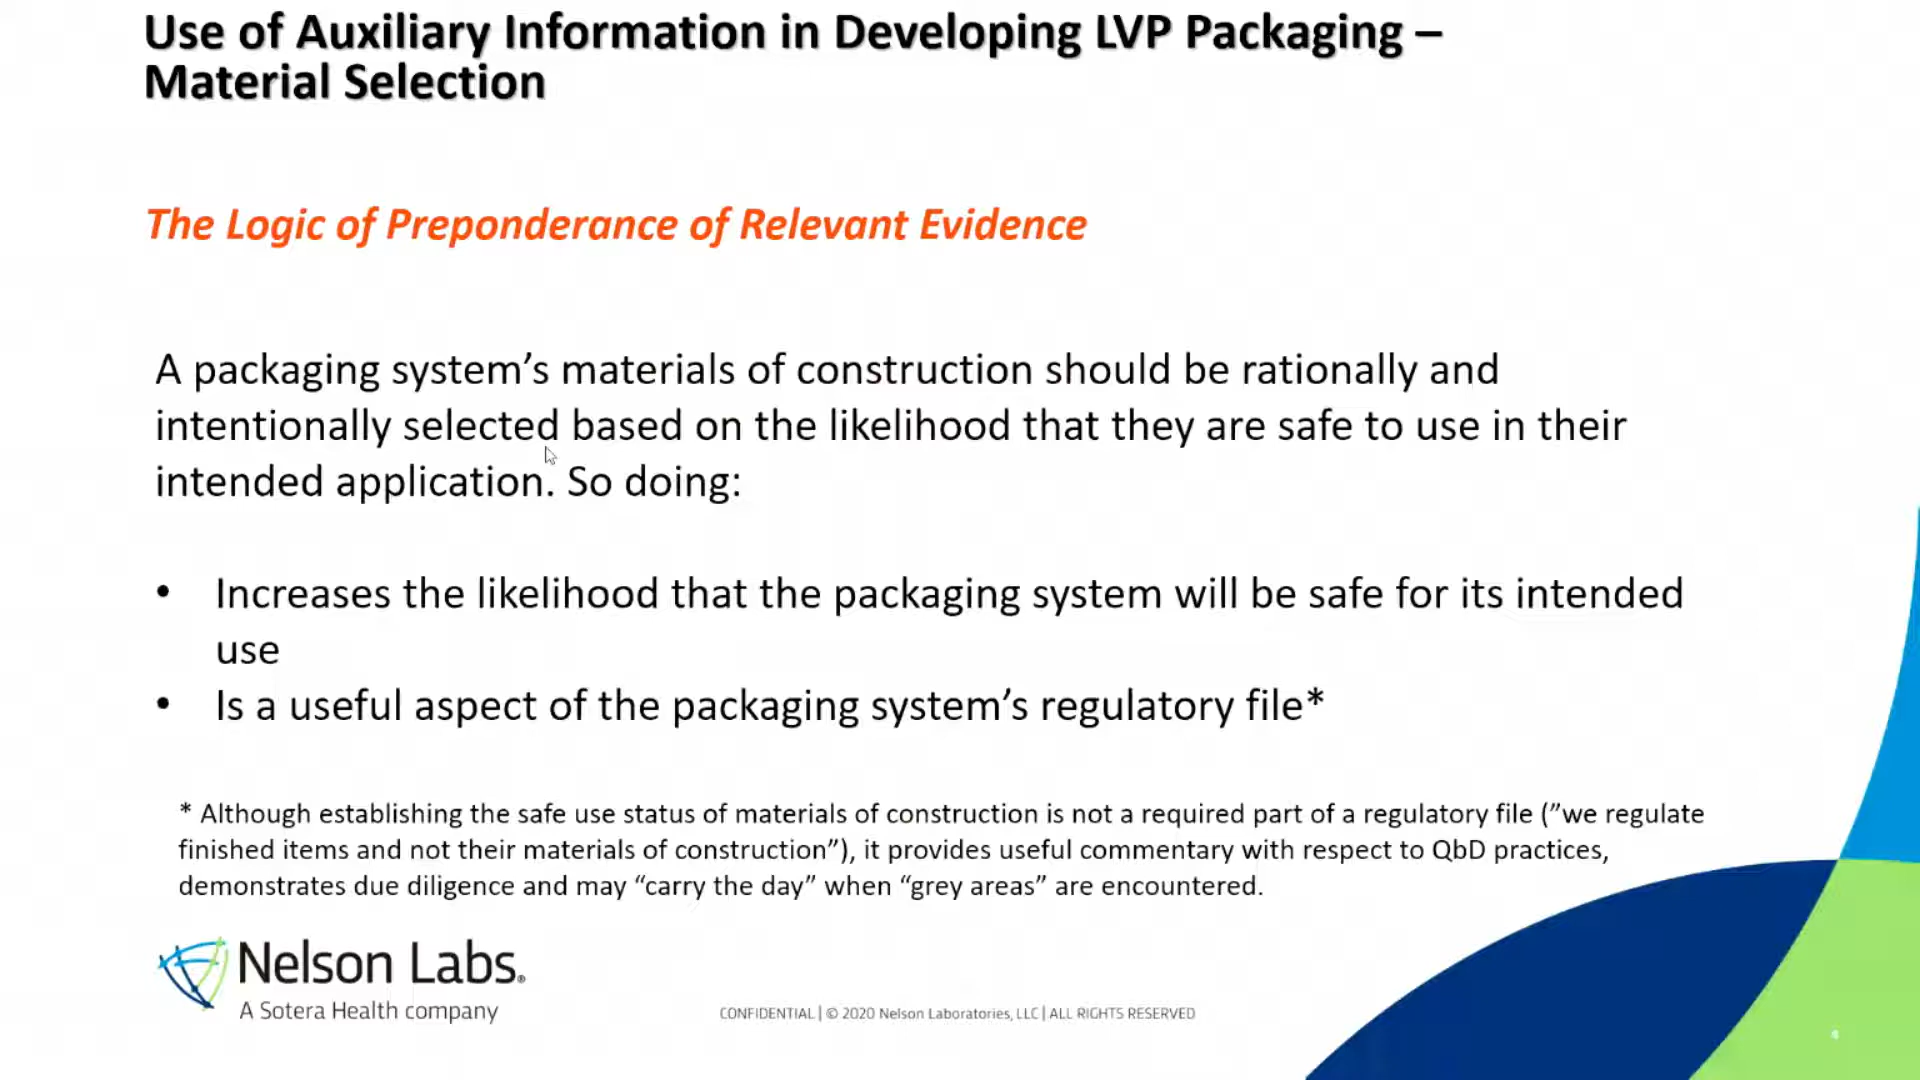 Use of Auxiliary Information in Developing LVP Packaging –
Material Selection
The Logic of Preponderance of Relevant Evidence
A packaging system’s materials of construction should be rationally and
intentionally selected based on the likelihood that they are safe to use in their
intended application. So doing:
• Increases the likelihood that the packaging system will be safe for its intended
use
• Is a useful aspect of the packaging system’s regulatory file*
* Although establishing the safe use status of materials of construction is not a required part of a regulatory file (”we regulate
finished items and not their materials of construction”), it provides useful commentary with respect to QbD practices,
demonstrates due diligence and may “carry the day” when “grey areas” are encountered.
Nelson Labs®
A Sotera Health company
CONFIDENTIAL | © 2020 Nelson Laboratories, LLC | ALL RIGHTS RESERVED